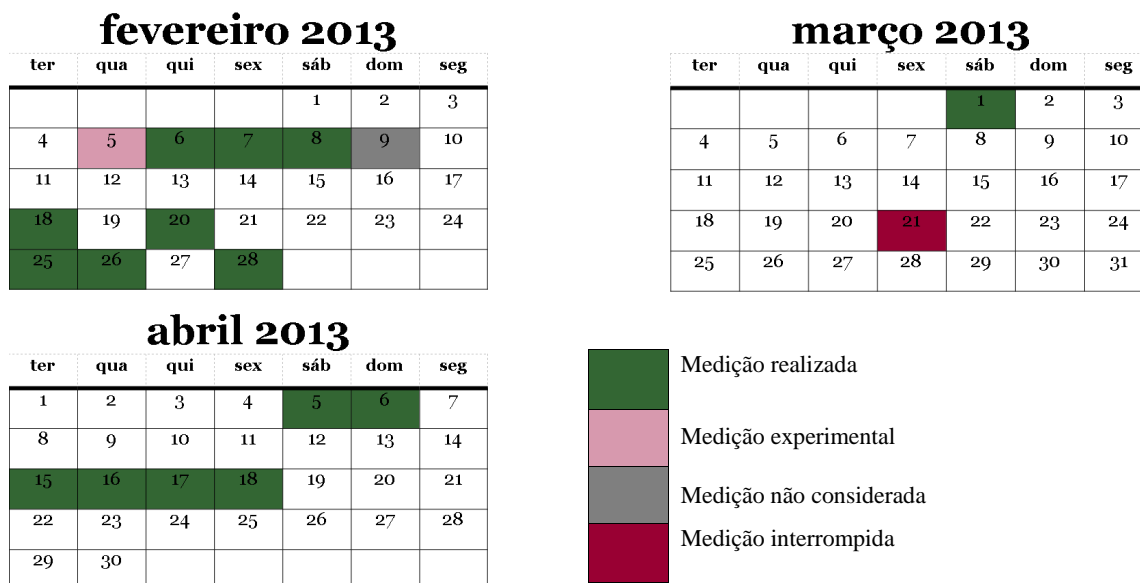 fevereiro 2013
ter qua qui sex sáb dom seg
1 2 3
4 5 6 7 8 9 10
11 12 13 14 15 16 17
18 19 20 21 22 23 24
25 26 27 28
março 2013
ter qua qui sex sáb dom seg
1 2 3
4 5 6 7 8 9 10
11 12 13 14 15 16 17
18 19 20 21 22 23 24
25 26 27 28 29 30 31
abril 2013
ter qua qui sex sáb dom seg
1 2 3 4 5 6 7
8 9 10 11 12 13 14
15 16 17 18 19 20 21
22 23 24 25 26 27 28
29 30
Medição realizada
Medição experimental
Medição não considerada
Medição interrompida